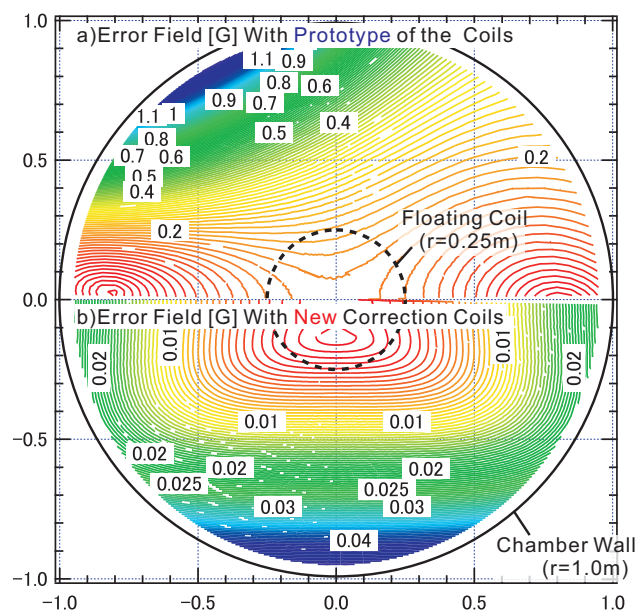 1.0
a)Error Field [G] With Prototype of the Coils
1.1 0.9
0.8 0.6
0.9 0.7
1.1 1 0.5 0.4
0.8
0.7 0.6
0.5
0.5
0.4
0.2
0.2
Floating Coil
(r=0.25m)
0.0
b)Error Field [G] With New Correction Coils
0.01 0.01
0.02 0.02
0.01 0.01
-0.5
0.02 0.02 0.02
0.025 0.025
0.03 0.03
0.04
Chamber Wall
(r=1.0m)
-1.0
-1.0 -0.5 0.0 0.5 1.0